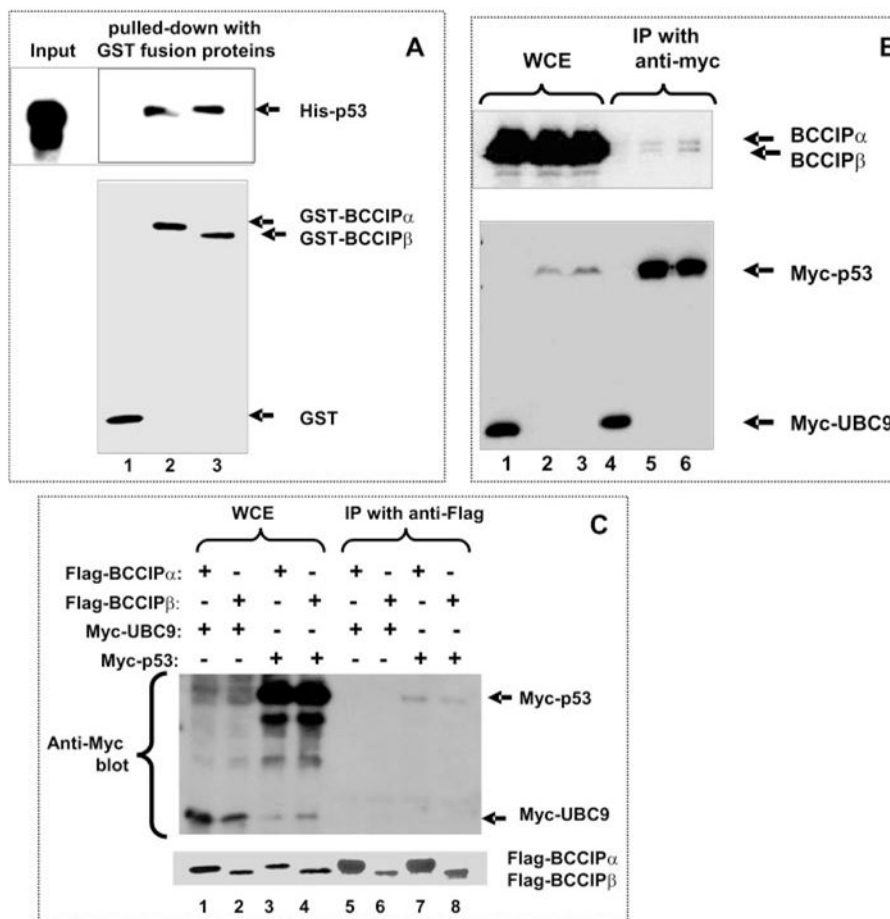 A
pulled-down with
Input GST fusion proteins
His-p53
GST-BCCIPα
GST-BCCIPβ
GST
1 2 3
IP with
WCE anti-myc
BCCIPα
BCCIPβ
Myc-p53
Myc-UBC9
1 2 3 4 5 6
C
WCE IP with anti-Flag
Flag-BCCIPα: + - + - + - + -
Flag-BCCIPβ: - + - + - + - +
Myc-UBC9: + + - - + + - -
Myc-p53: - - + + - - + +
Myc-p53
Anti-Myc
blot
Myc-UBC9
Flag-BCCIPα
Flag-BCCIPβ
1 2 3 4 5 6 7 8